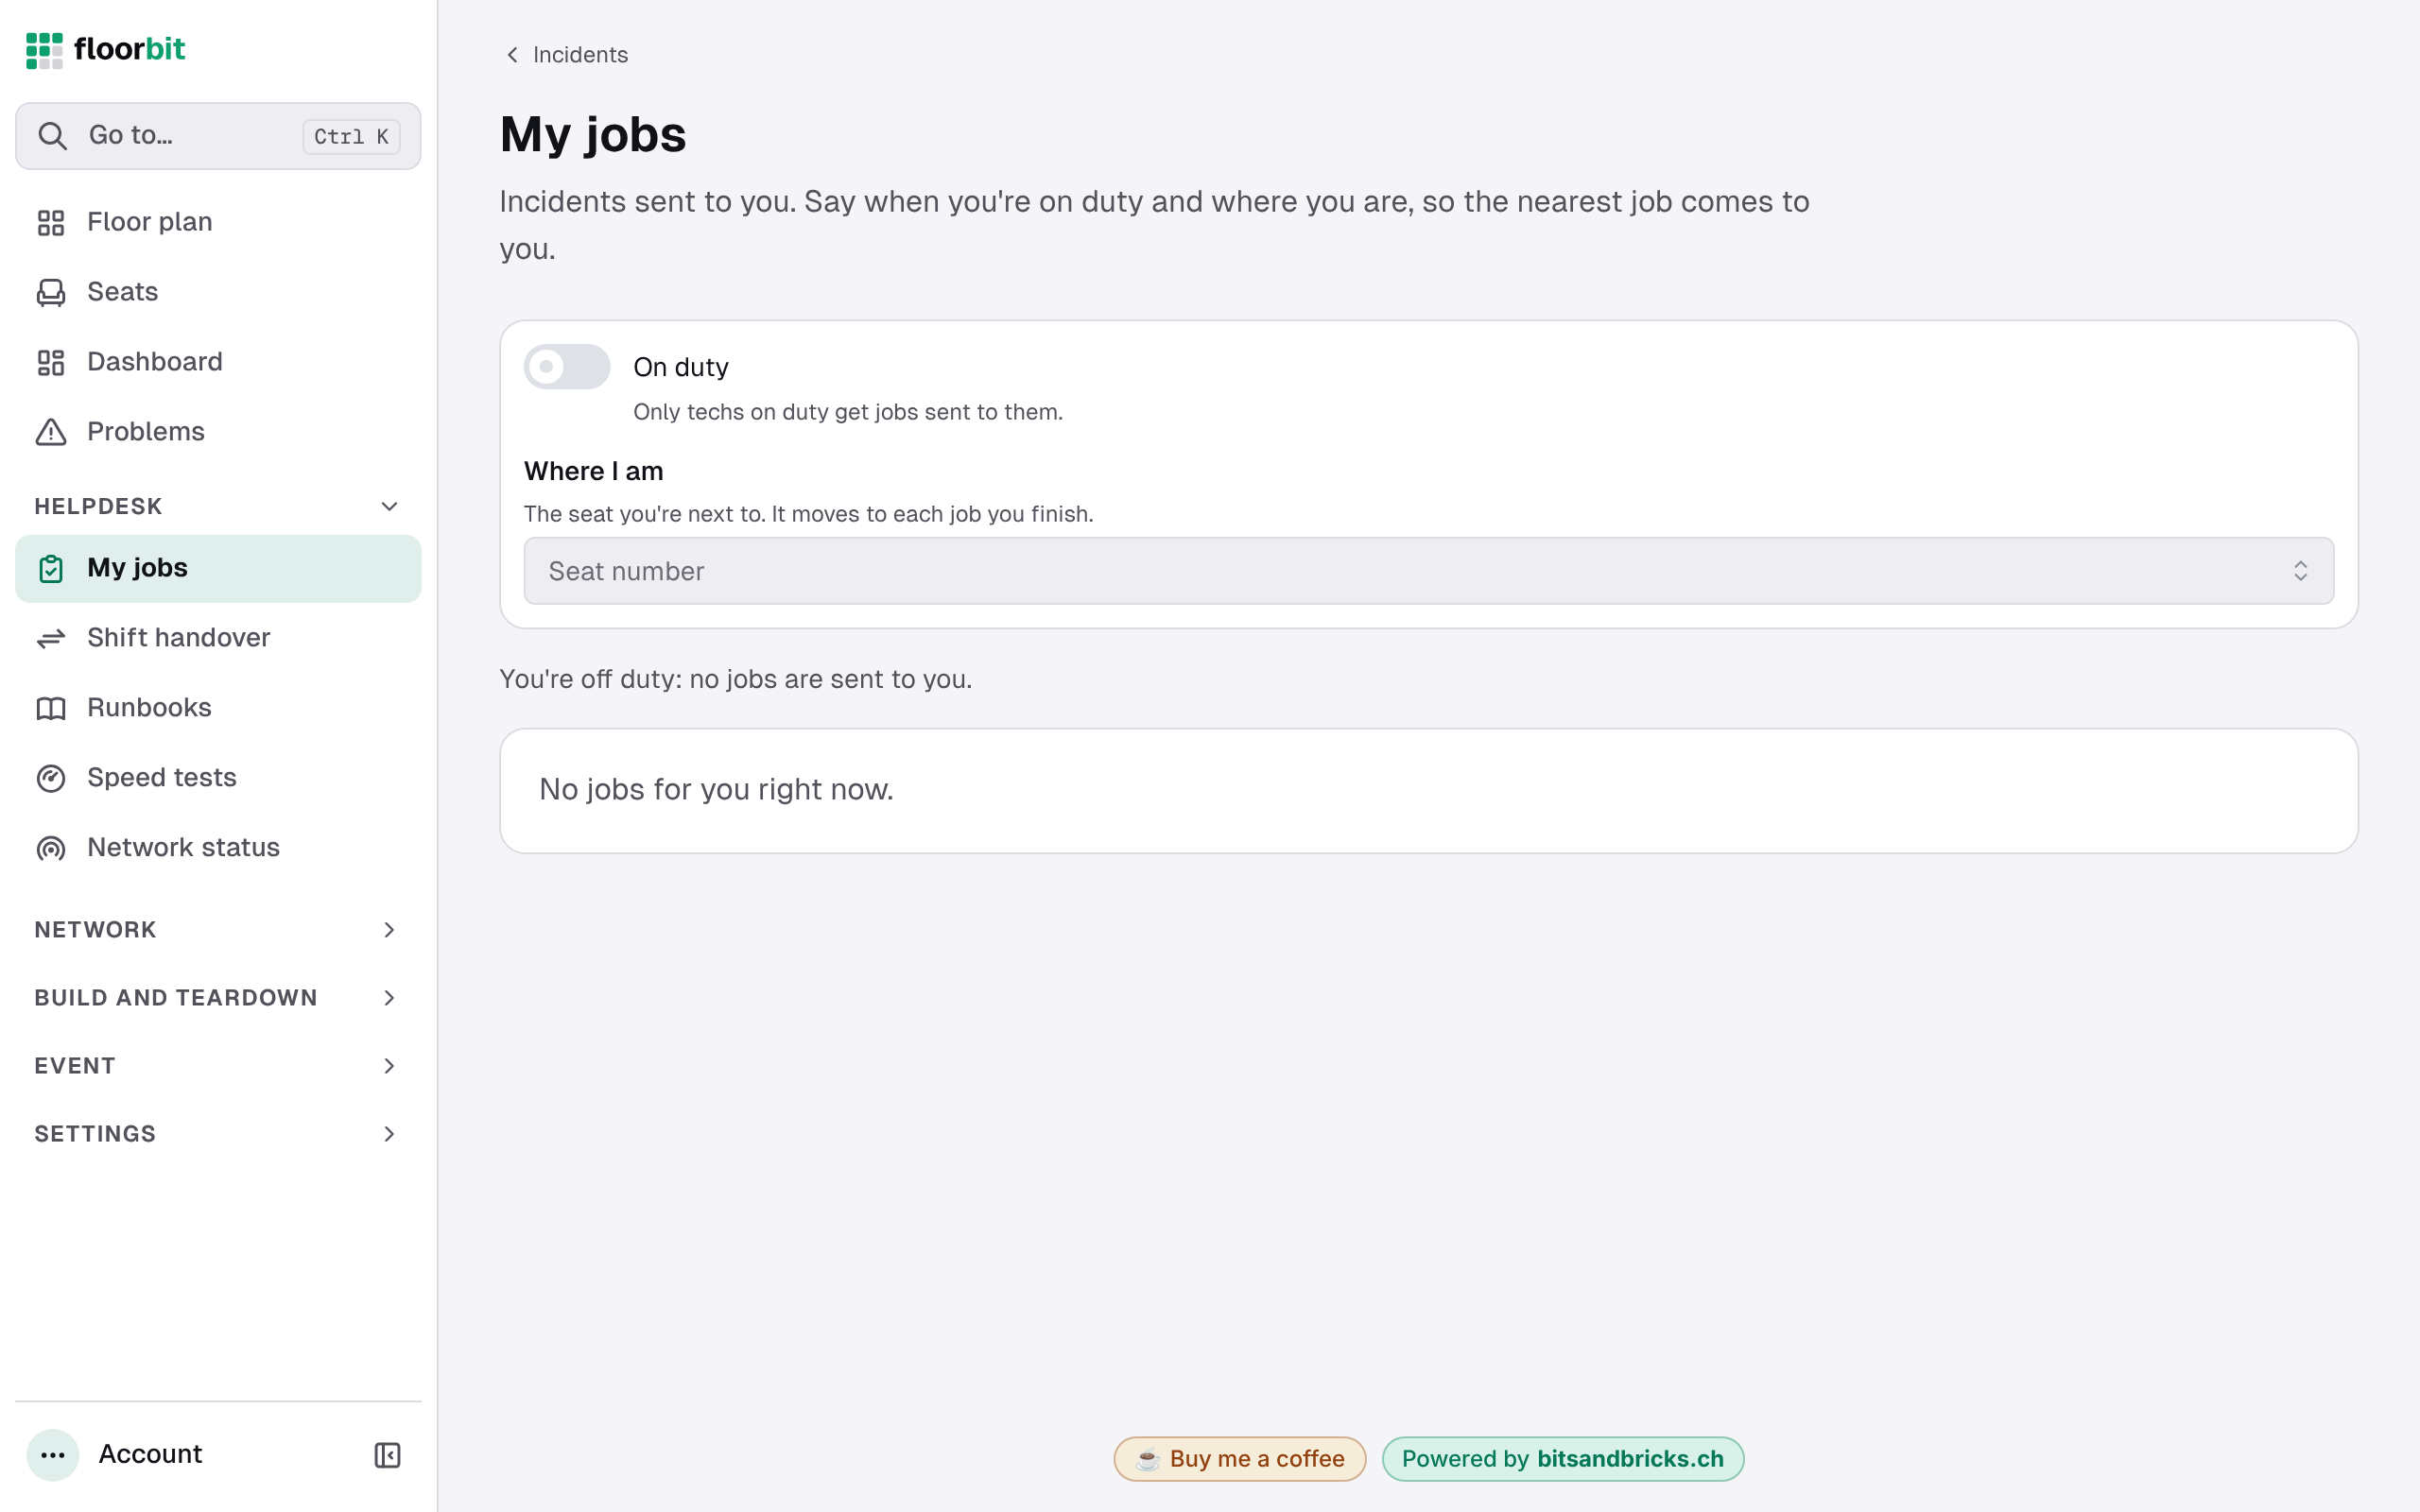 floorbit
Go to...
Ctrl K
Floor plan
Seats
Dashboard
Problems
HELPDESK
My jobs
Shift handover
Runbooks
Speed tests
Network status
NETWORK
BUILD AND TEARDOWN
EVENT
SETTINGS
Account
Incidents
My jobs
Incidents sent to you. Say when you're on duty and where you are, so the nearest job comes to
you.
On duty
Only techs on duty get jobs sent to them.
Where I am
The seat you're next to. It moves to each job you finish.
Seat number
You're off duty: no jobs are sent to you.
No jobs for you right now.
Buy me a coffee
Powered by bitsandbricks.ch